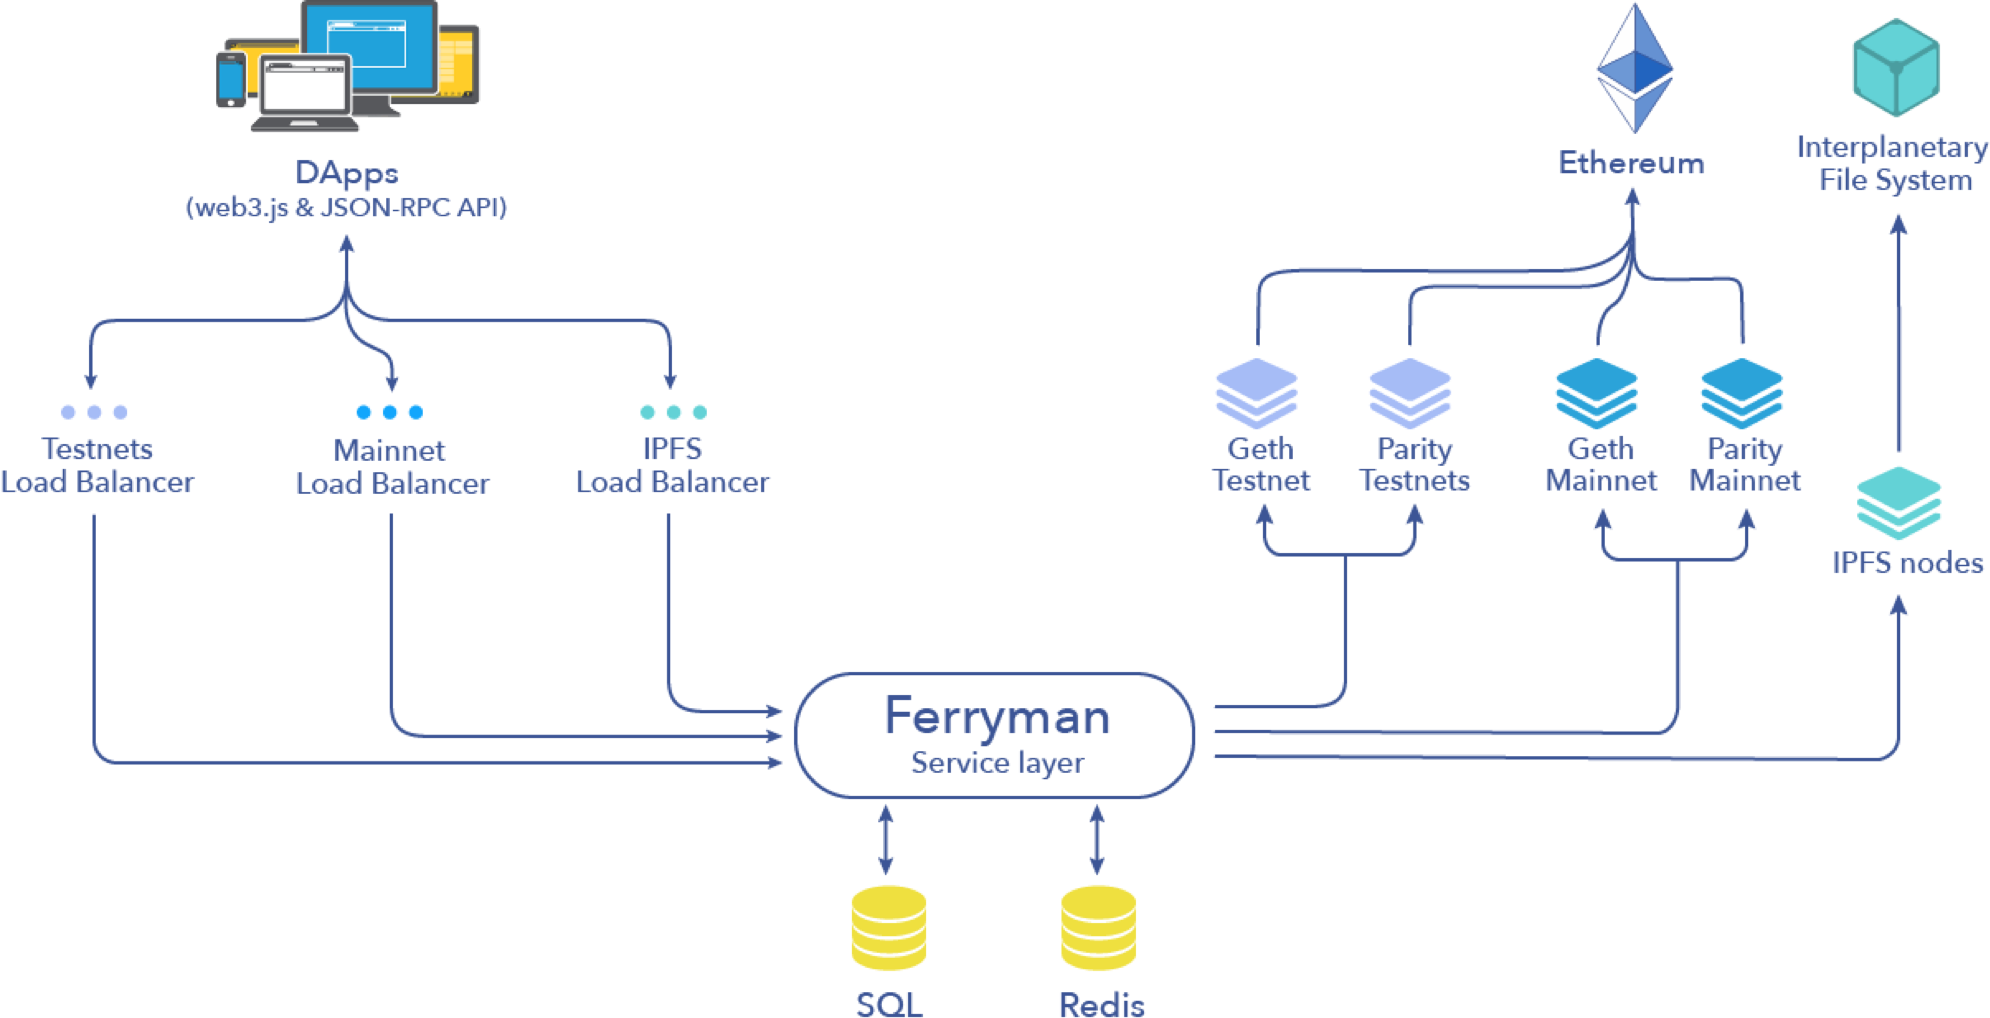 DApps
(web3.js & JSON-RPC API)
Ethereum
Interplanetary
File System
Testnets
Load Balancer
Mainnet
Load Balancer
IPFS
Load Balancer
Geth
Testnet
Parity
Testnets
Geth
Mainnet
Parity
Mainnet
IPFS nodes
Ferryman
Service layer
SQL
Redis